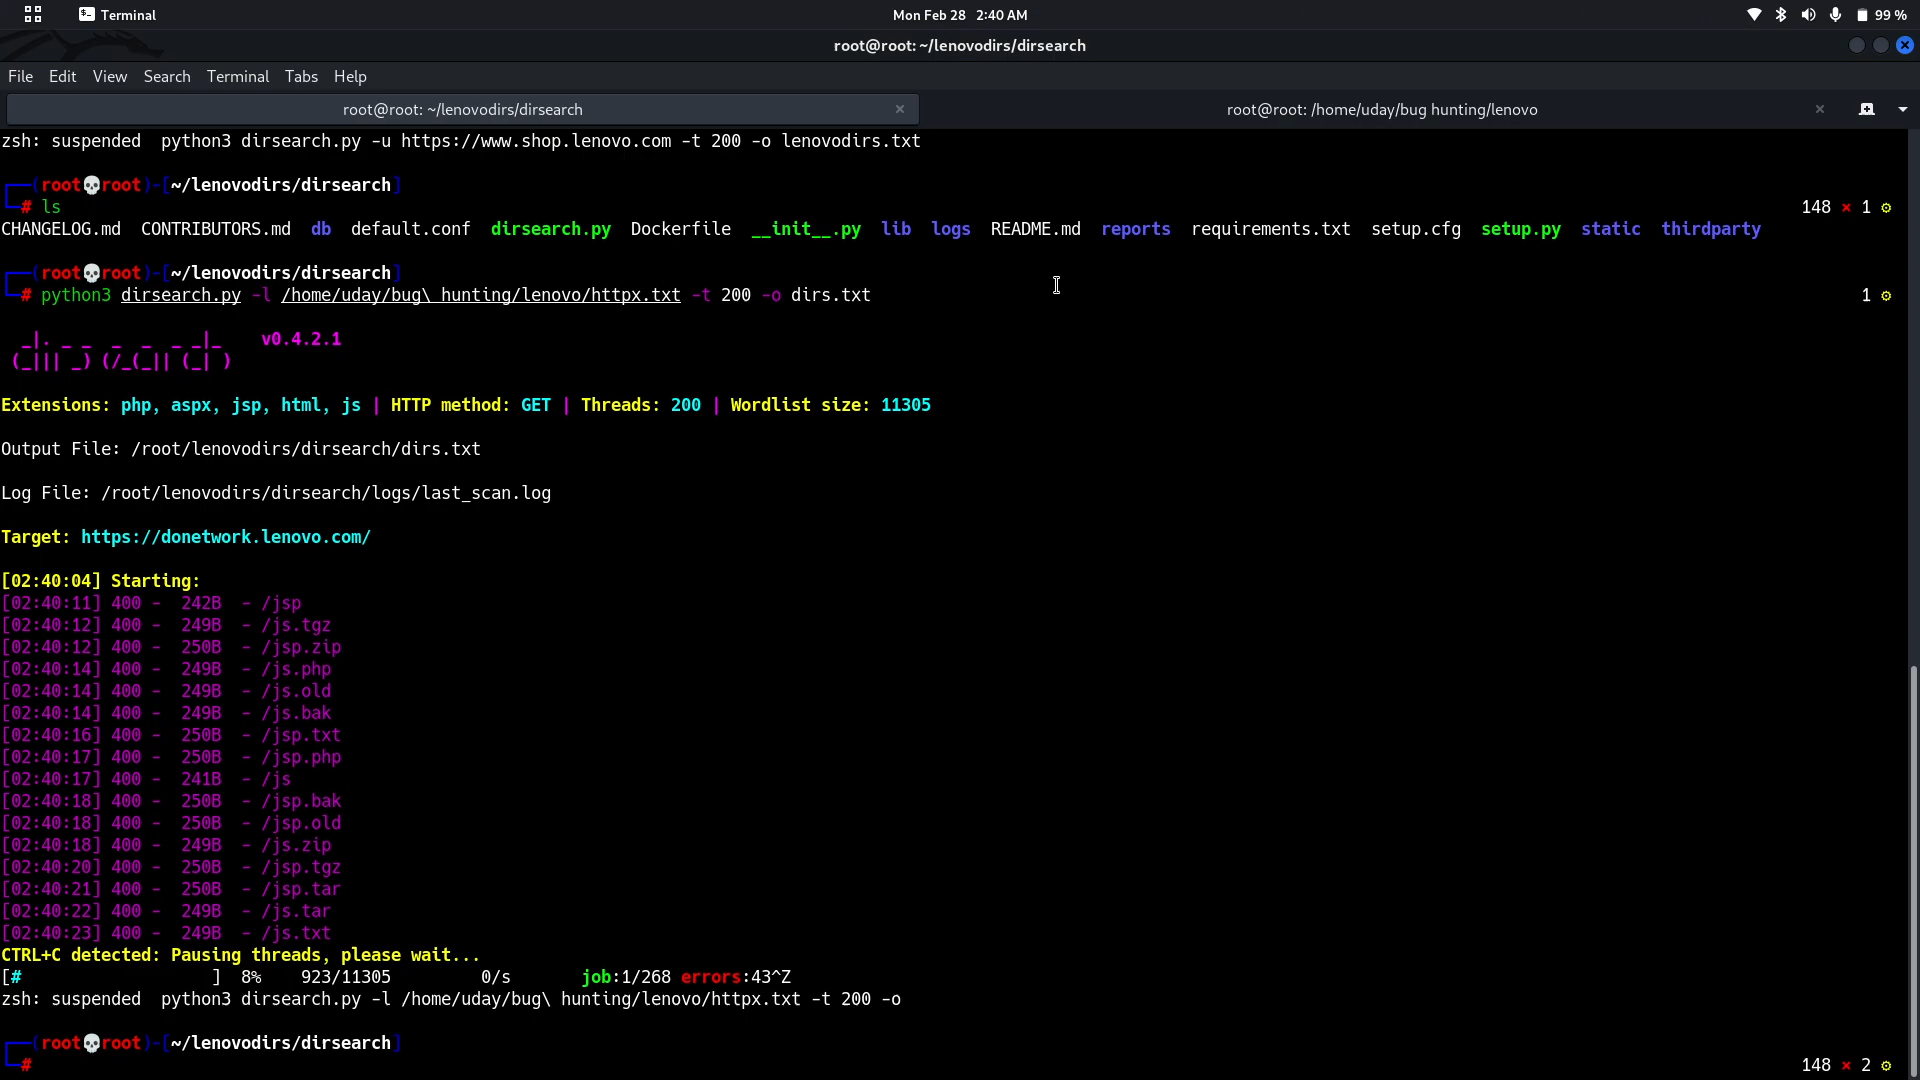 Terminal
Mon Feb 28 2:40 AM
99 %
root@root: ~/lenovodirs/dirsearch
File Edit View Search Terminal Tabs Help
root@root: ~/lenovodirs/dirsearch × root@root: /home/uday/bug hunting/lenovo ×
zsh: suspended  python3 dirsearch.py -u https://www.shop.lenovo.com -t 200 -o lenovodirs.txt
┌──(root💀root)-[~/lenovodirs/dirsearch]
└─# ls 148 ⨯ 1 ⚙
CHANGELOG.md  CONTRIBUTORS.md  db  default.conf  dirsearch.py  Dockerfile  __init__.py  lib  logs  README.md  reports  requirements.txt  setup.cfg  setup.py  static  thirdparty
┌──(root💀root)-[~/lenovodirs/dirsearch]
└─# python3 dirsearch.py -l /home/uday/bug\ hunting/lenovo/httpx.txt -t 200 -o dirs.txt 1 ⚙
  _|. _ _  _  _  _ _|_    v0.4.2.1
 (_||| _) (/_(_|| (_| )
Extensions: php, aspx, jsp, html, js | HTTP method: GET | Threads: 200 | Wordlist size: 11305
Output File: /root/lenovodirs/dirsearch/dirs.txt
Log File: /root/lenovodirs/dirsearch/logs/last_scan.log
Target: https://donetwork.lenovo.com/
[02:40:04] Starting:
[02:40:11] 400 -  242B  - /jsp
[02:40:12] 400 -  249B  - /js.tgz
[02:40:12] 400 -  250B  - /jsp.zip
[02:40:14] 400 -  249B  - /js.php
[02:40:14] 400 -  249B  - /js.old
[02:40:14] 400 -  249B  - /js.bak
[02:40:16] 400 -  250B  - /jsp.txt
[02:40:17] 400 -  250B  - /jsp.php
[02:40:17] 400 -  241B  - /js
[02:40:18] 400 -  250B  - /jsp.bak
[02:40:18] 400 -  250B  - /jsp.old
[02:40:18] 400 -  249B  - /js.zip
[02:40:20] 400 -  250B  - /jsp.tgz
[02:40:21] 400 -  250B  - /jsp.tar
[02:40:22] 400 -  249B  - /js.tar
[02:40:23] 400 -  249B  - /js.txt
CTRL+C detected: Pausing threads, please wait...
[#                   ]  8%    923/11305         0/s       job:1/268 errors:43^Z
zsh: suspended  python3 dirsearch.py -l /home/uday/bug\ hunting/lenovo/httpx.txt -t 200 -o
┌──(root💀root)-[~/lenovodirs/dirsearch]
└─# 148 ⨯ 2 ⚙